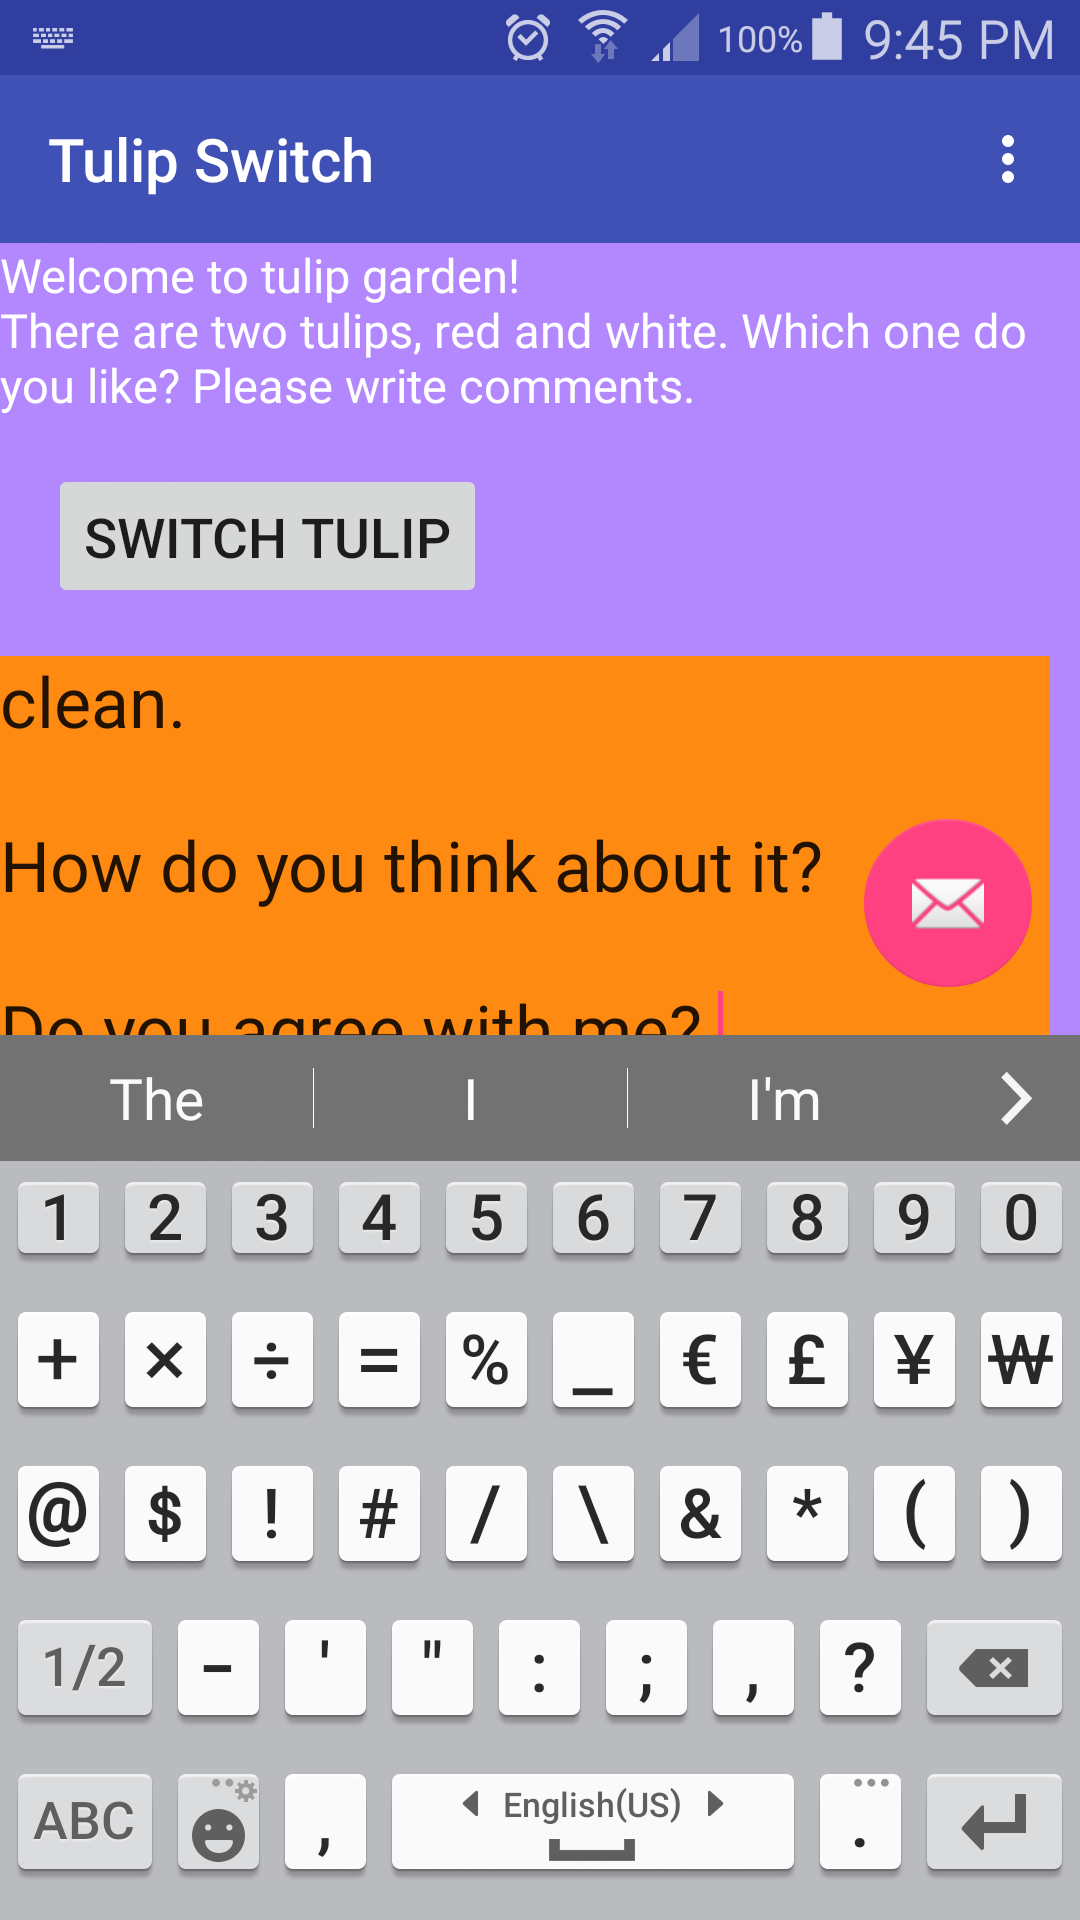 100% 9:45 PM
Tulip Switch
Welcome to tulip garden!
There are two tulips, red and white. Which one do
you like? Please write comments.
SWITCH TULIP
clean.
How do you think about it?
Do you agree with me?
The I I'm
1 2 3 4 5 6 7 8 9 0
+ × ÷ = % _ € £ ¥ ₩
@ $ ! # / \ & * ( )
1/2 - ' " : ; , ?
ABC , English(US) .